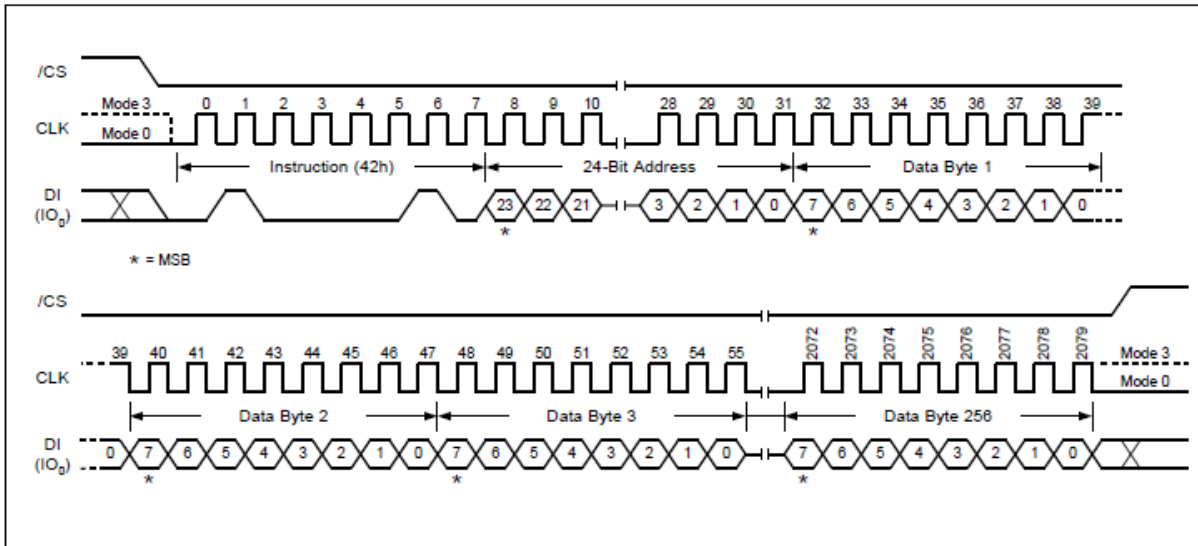 /CS
Mode 3 0 1 2 3 4 5 6 7 8 9 10 28 29 30 31 32 33 34 35 36 37 38 39
CLK Mode 0
Instruction (42h) 24-Bit Address Data Byte 1
DI
(IO0) 23 22 21 3 2 1 0 7 6 5 4 3 2 1 0
* *
* = MSB
/CS
39 40 41 42 43 44 45 46 47 48 49 50 51 52 53 54 55 2072 2073 2074 2075 2076 2077 2078 2079 Mode 3
CLK Mode 0
Data Byte 2 Data Byte 3 Data Byte 256
DI
(IO0) 0 7 6 5 4 3 2 1 0 7 6 5 4 3 2 1 0 7 6 5 4 3 2 1 0
* * *